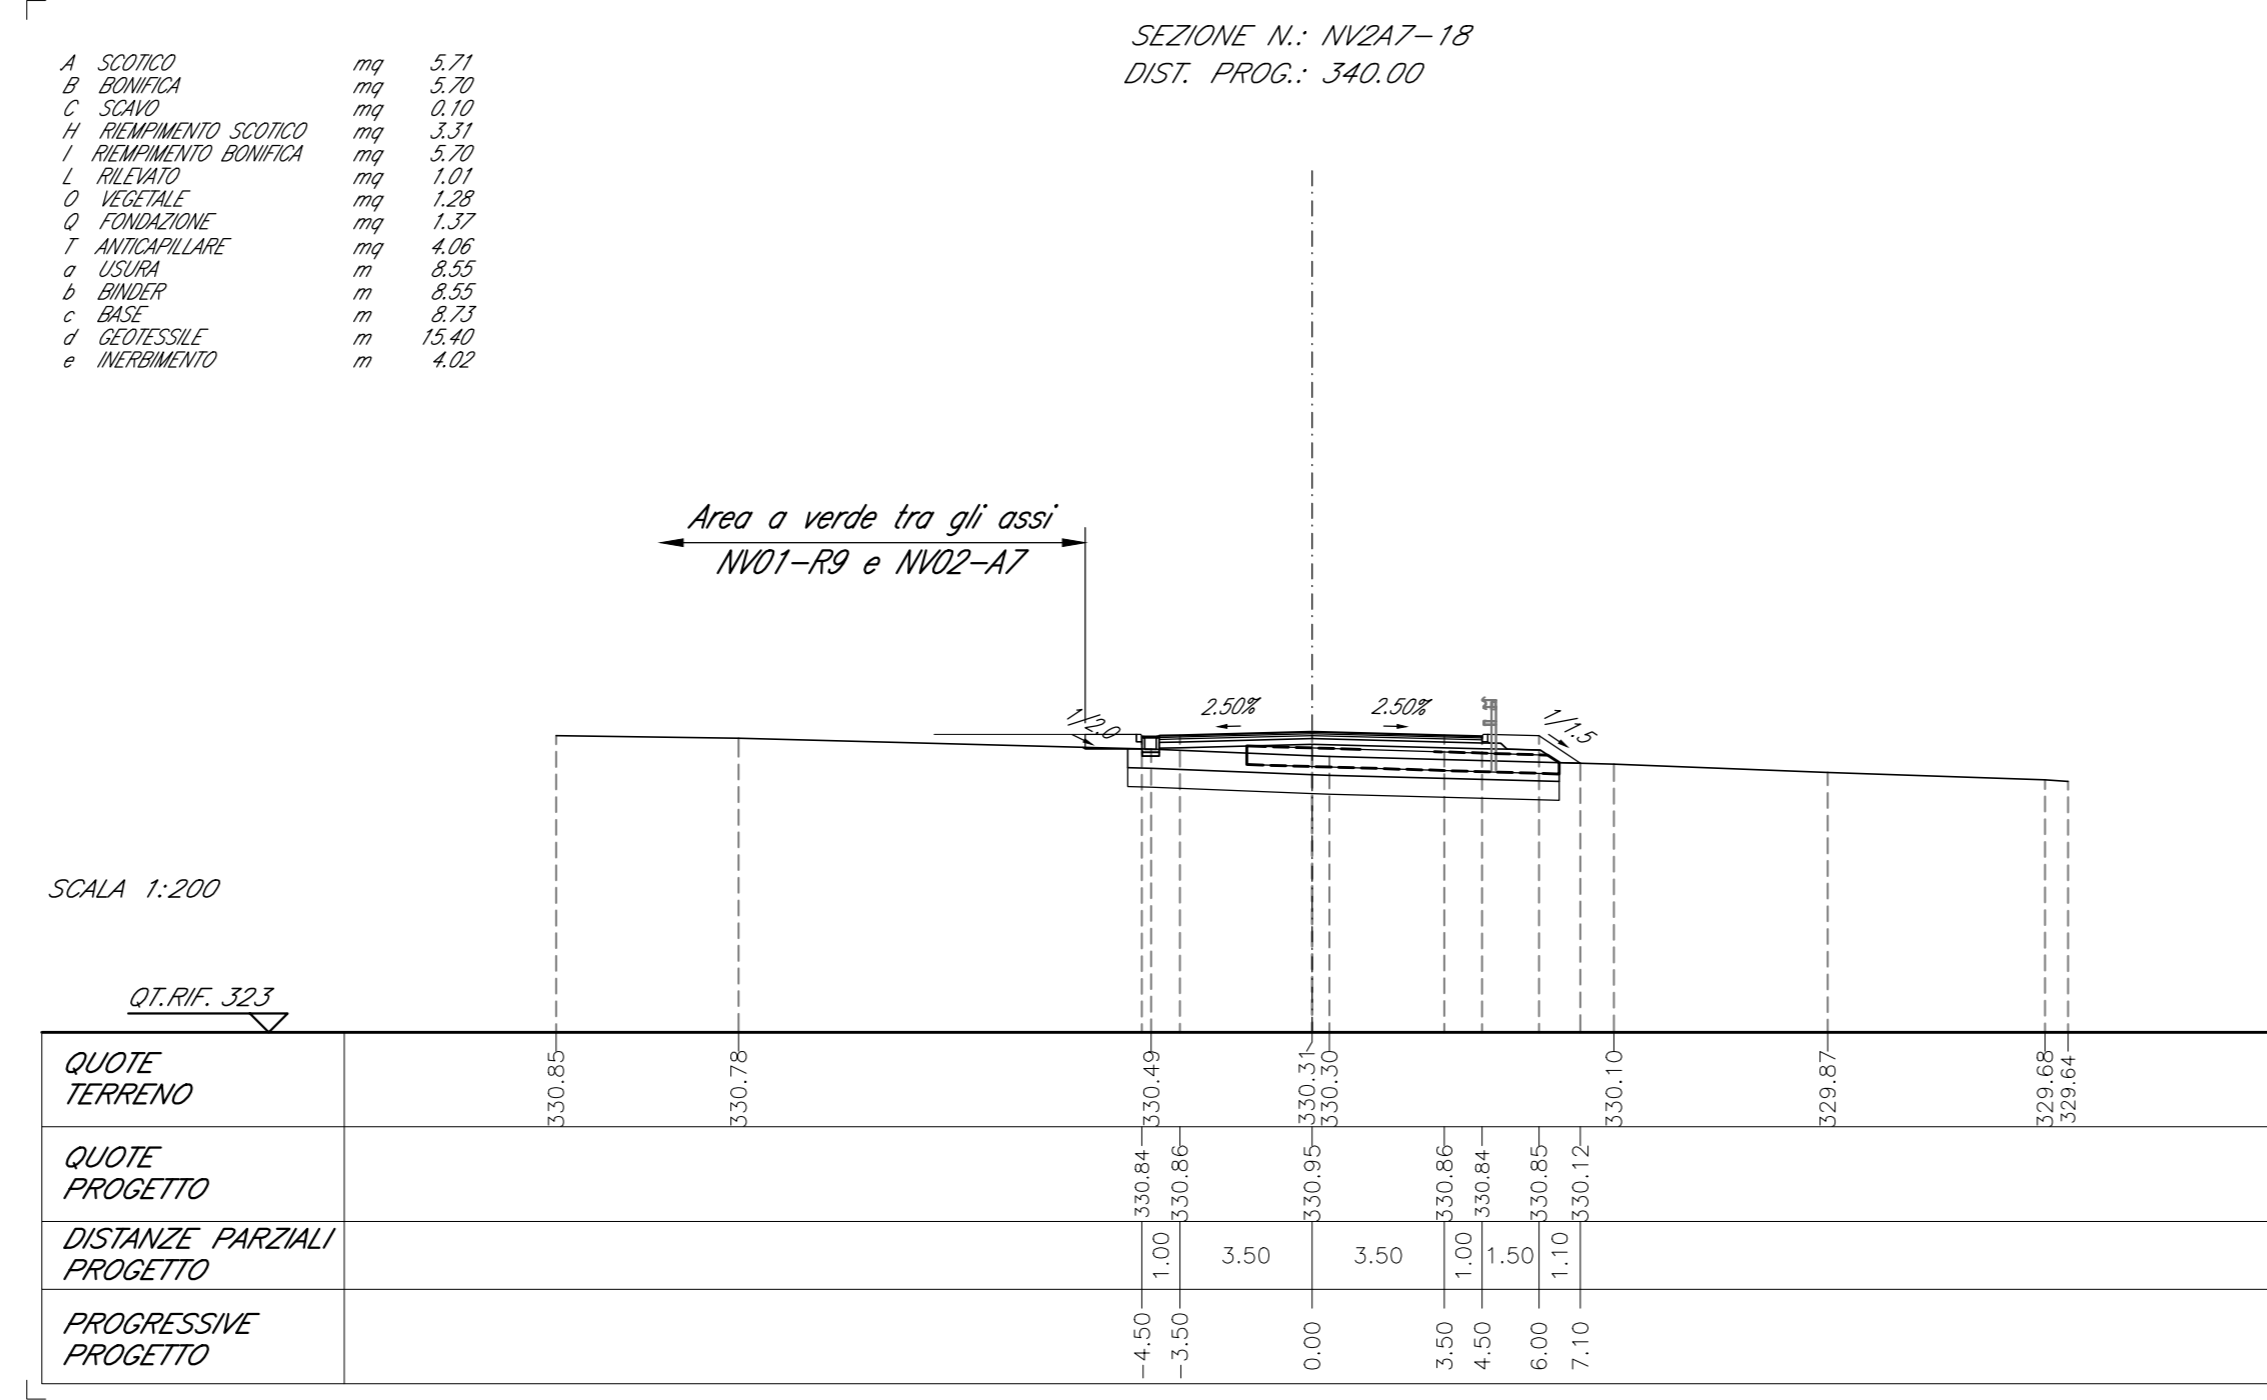 SEZIONE N.: NV2A7-18
DIST. PROG.: 340.00
A SCOTICO mq 5.71
B BONIFICA mq 5.70
C SCAVO mq 0.10
H RIEMPIMENTO SCOTICO mq 3.31
I RIEMPIMENTO BONIFICA mq 5.70
L RILEVATO mq 1.01
O VEGETALE mq 1.28
Q FONDAZIONE mq 1.37
T ANTICAPILLARE mq 4.06
a USURA m 8.55
b BINDER m 8.55
c BASE m 8.73
d GEOTESSILE m 15.40
e INERBIMENTO m 4.02
Area a verde tra gli assi
NV01-R9 e NV02-A7
1/2.0
2.50%
2.50%
1/1.5
SCALA 1:200
QT.RIF. 323
QUOTE
TERRENO
330.85
330.78
330.49
330.31
330.30
330.10
329.87
329.68
329.64
QUOTE
PROGETTO
330.84
330.86
330.95
330.86
330.84
330.85
330.12
DISTANZE PARZIALI
PROGETTO
1.00
3.50
3.50
1.00
1.50
1.10
PROGRESSIVE
PROGETTO
-4.50
-3.50
0.00
3.50
4.50
6.00
7.10